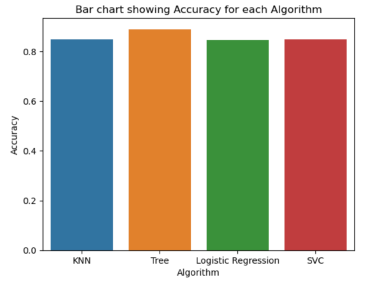 Bar chart showing Accuracy for each Algorithm
Accuracy
0.8
0.6
0.4
0.2
0.0
KNN Tree Logistic Regression SVC
Algorithm